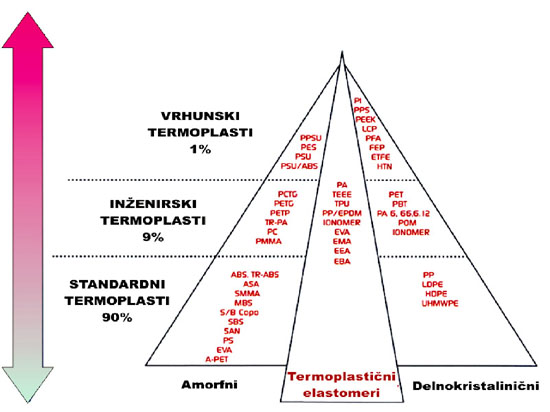 VRHUNSKI
TERMOPLASTI
1%
PPSU
PES
PSU
PSU/ABS
PI
PPS
PEEK
LCP
PFA
FEP
ETFE
HTN
INŽENIRSKI
TERMOPLASTI
9%
PCTG
PETG
PETP
TR-PA
PC
PMMA
PA
TEEE
TPU
PP/EPDM
IONOMER
EVA
EMA
EEA
EBA
PET
PBT
PA 6, 66,6.12
POM
IONOMER
STANDARDNI
TERMOPLASTI
90%
ABS, TR-ABS
ASA
SMMA
MBS
S/B Copo
SBS
SAN
PS
EVA
A-PET
PP
LDPE
HDPE
UHMWPE
Amorfni
Termoplastični
elastomeri
Delnokristalinični